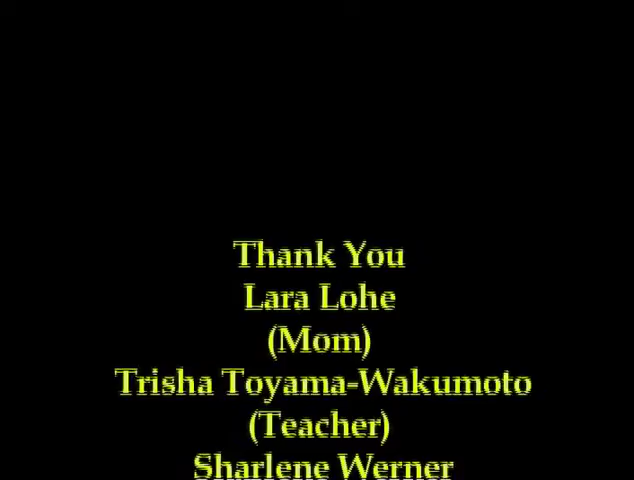 Thank You
Lara Lohe
(Mom)
Trisha Toyama-Wakumoto
(Teacher)
Sharlene Werner